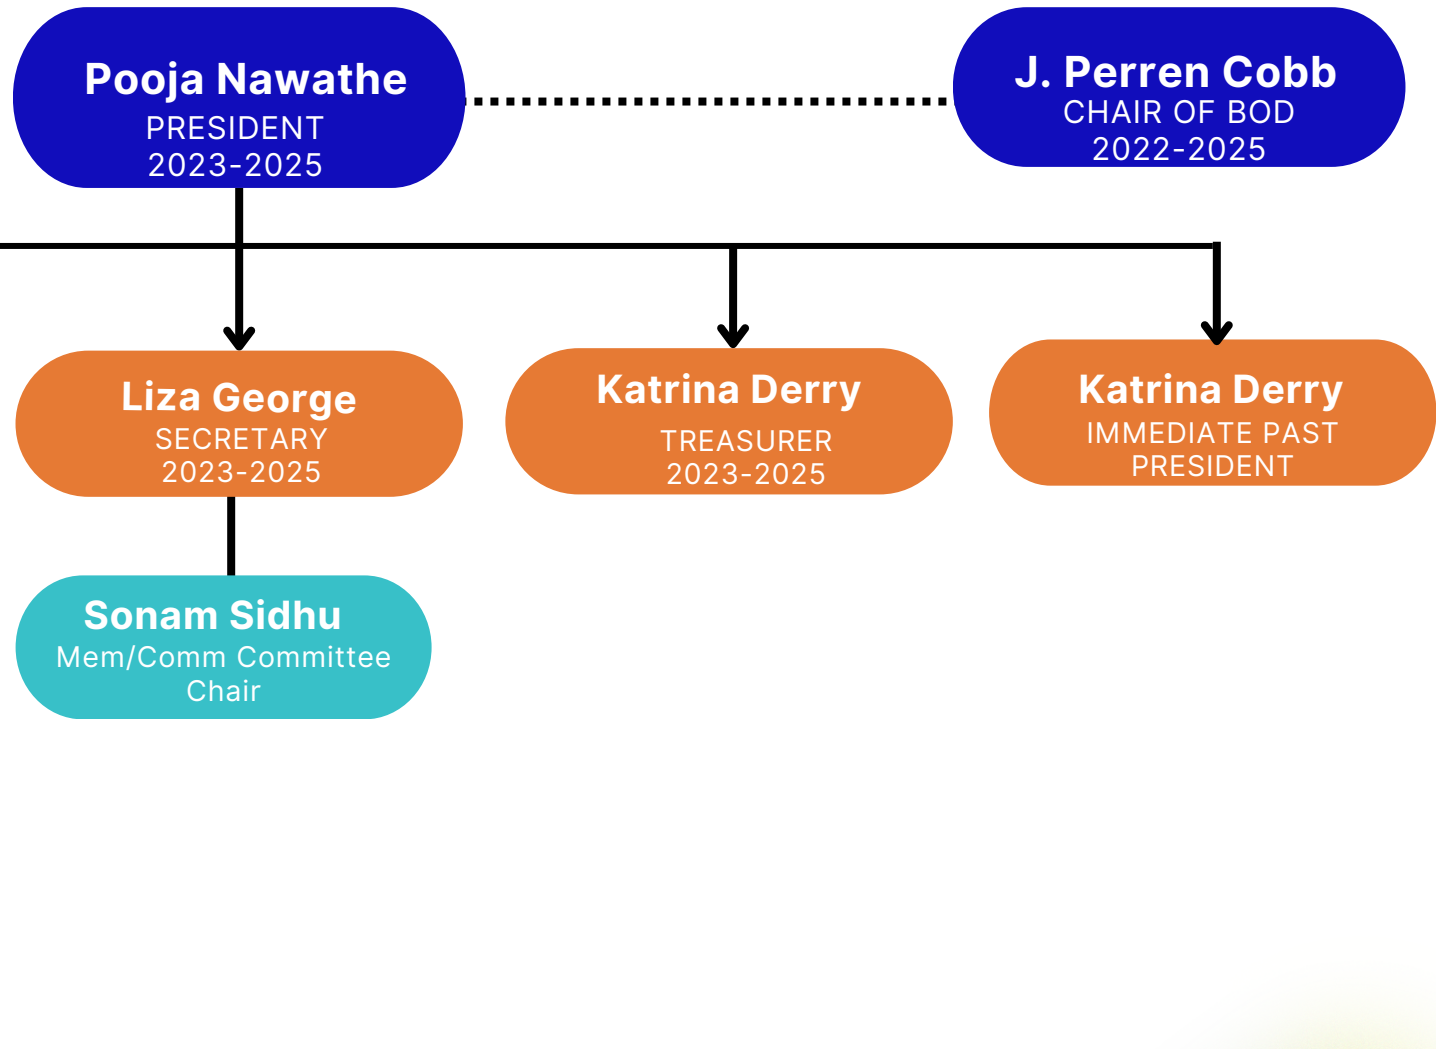 Pooja Nawathe
PRESIDENT
2023-2025
J. Perren Cobb
CHAIR OF BOD
2022-2025
Liza George
SECRETARY
2023-2025
Katrina Derry
TREASURER
2023-2025
Katrina Derry
IMMEDIATE PAST
PRESIDENT
Sonam Sidhu
Mem/Comm Committee
Chair